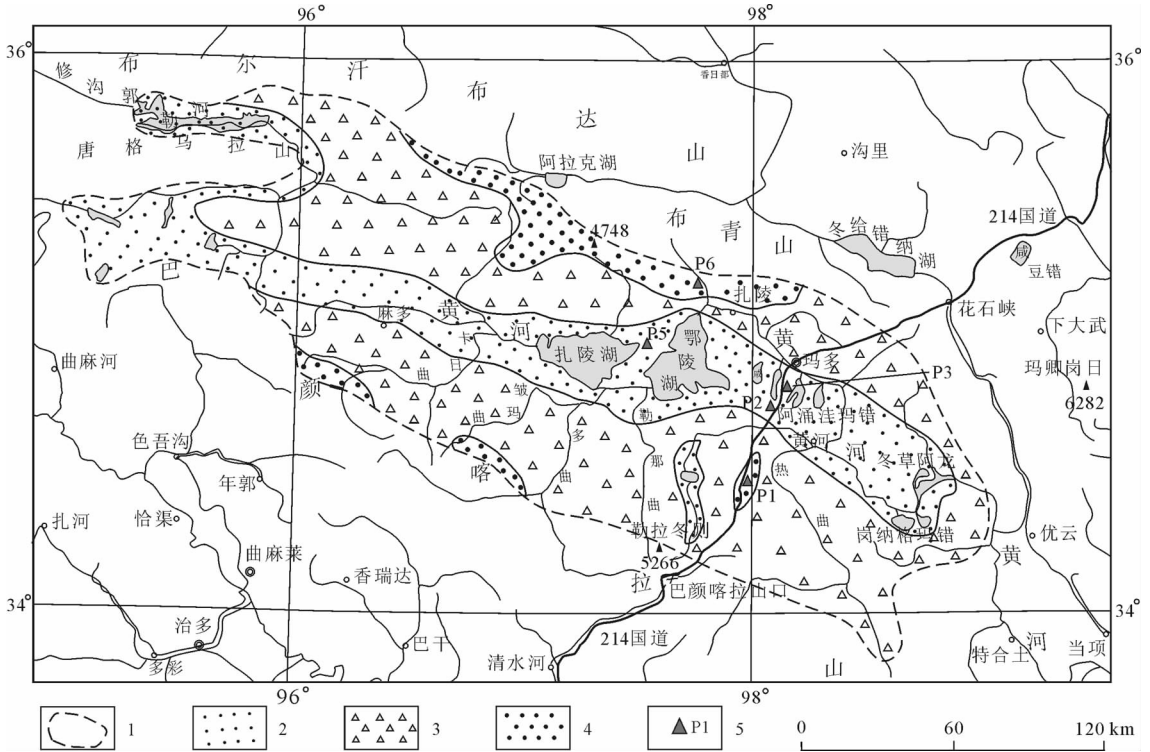 96° 98°
36° 36°
修沟郭勒河
布尔汗布达山
香日都
唐格乌拉山
阿拉克湖
沟里
布青山
冬给错纳湖
214国道
4748
咸
豆错
巴颜喀拉山
P6
扎陵
花石峡
麻多
黄河
卡日曲
扎陵湖
P5
鄂陵湖
黄河
玛多
下大武
曲麻河
玛卿岗日
6282
P3
P2
阿涌洼玛错
皱玛曲
勒那曲
多曲
黄河
热曲
色吾沟
年郭
冬草阿龙
P1
扎河
恰渠
勒拉冬则
5266
岗纳格玛错
优云
曲麻莱
香瑞达
巴颜喀拉山口
黄河
34° 34°
治多
多彩
巴干
214国道
清水河
特合土
当项
96° 98°
1 2 3 4 P1 5 0 60 120 km